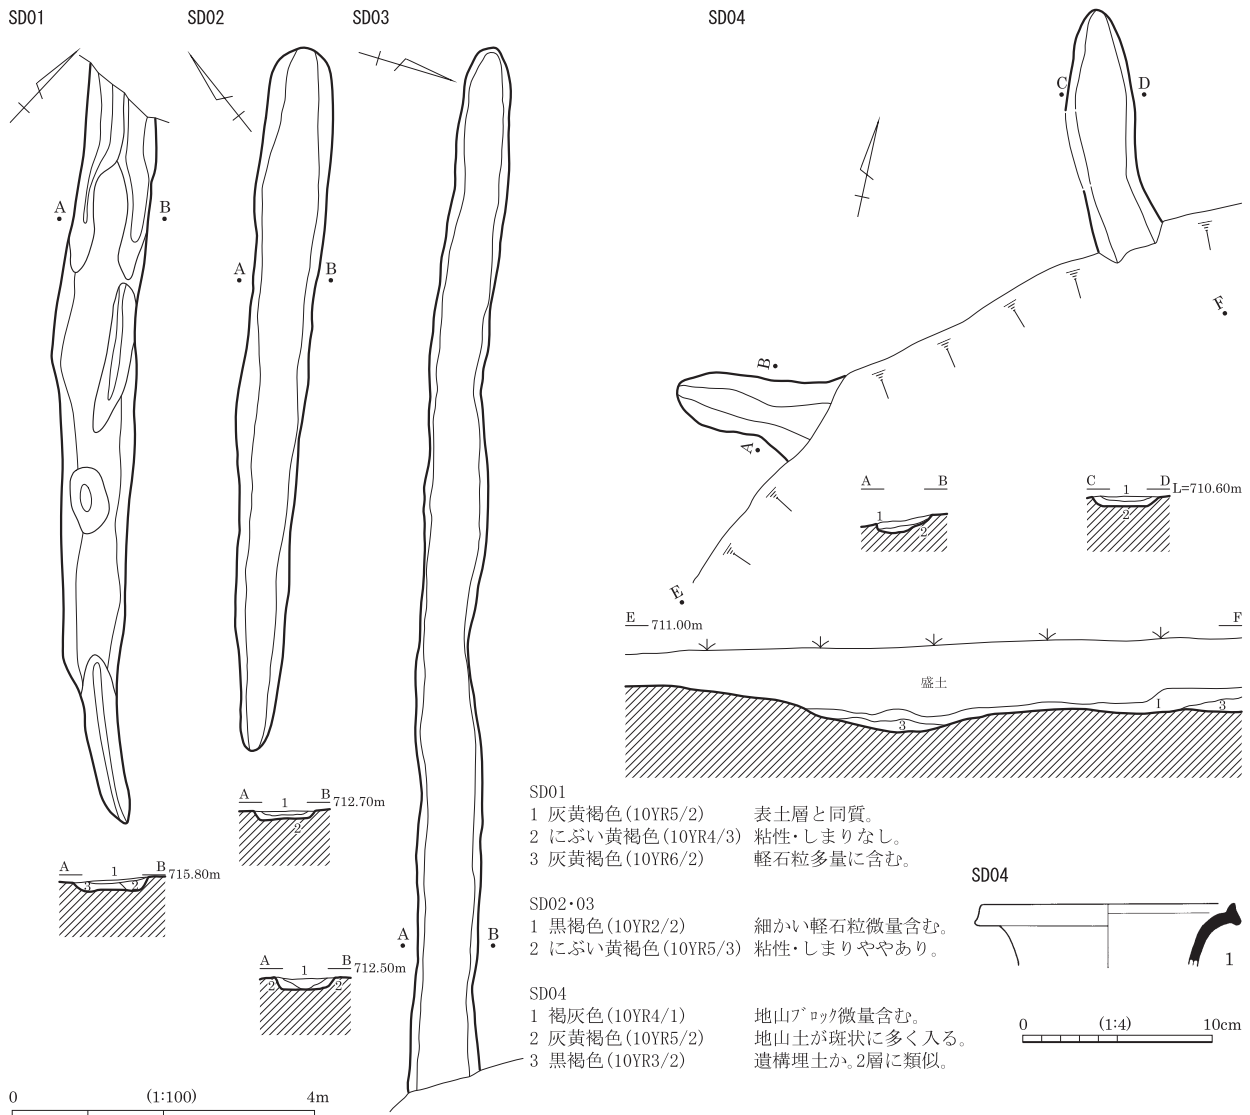 SD01
SD02
SD03
SD04
A
B
A
B
A
B
C
D
F
B
A
E
A
B
1
2
C
D
L=710.60m
1
2
E
711.00m
F
盛土
3
I
3
A
B
712.70m
1
2
A
B
715.80m
1
3
2
A
B
712.50m
1
2
2
SD01
1 灰黄褐色(10YR5/2) 表土層と同質。
2 にぶい黄褐色(10YR4/3) 粘性・しまりなし。
3 灰黄褐色(10YR6/2) 軽石粒多量に含む。
SD02・03
1 黒褐色(10YR2/2) 細かい軽石粒微量含む。
2 にぶい黄褐色(10YR5/3) 粘性・しまりややあり。
SD04
1 褐灰色(10YR4/1) 地山ブロック微量含む。
2 灰黄褐色(10YR5/2) 地山土が斑状に多く入る。
3 黒褐色(10YR3/2) 遺構埋土か。2層に類似。
SD04
1
0 (1:4) 10cm
0 (1:100) 4m